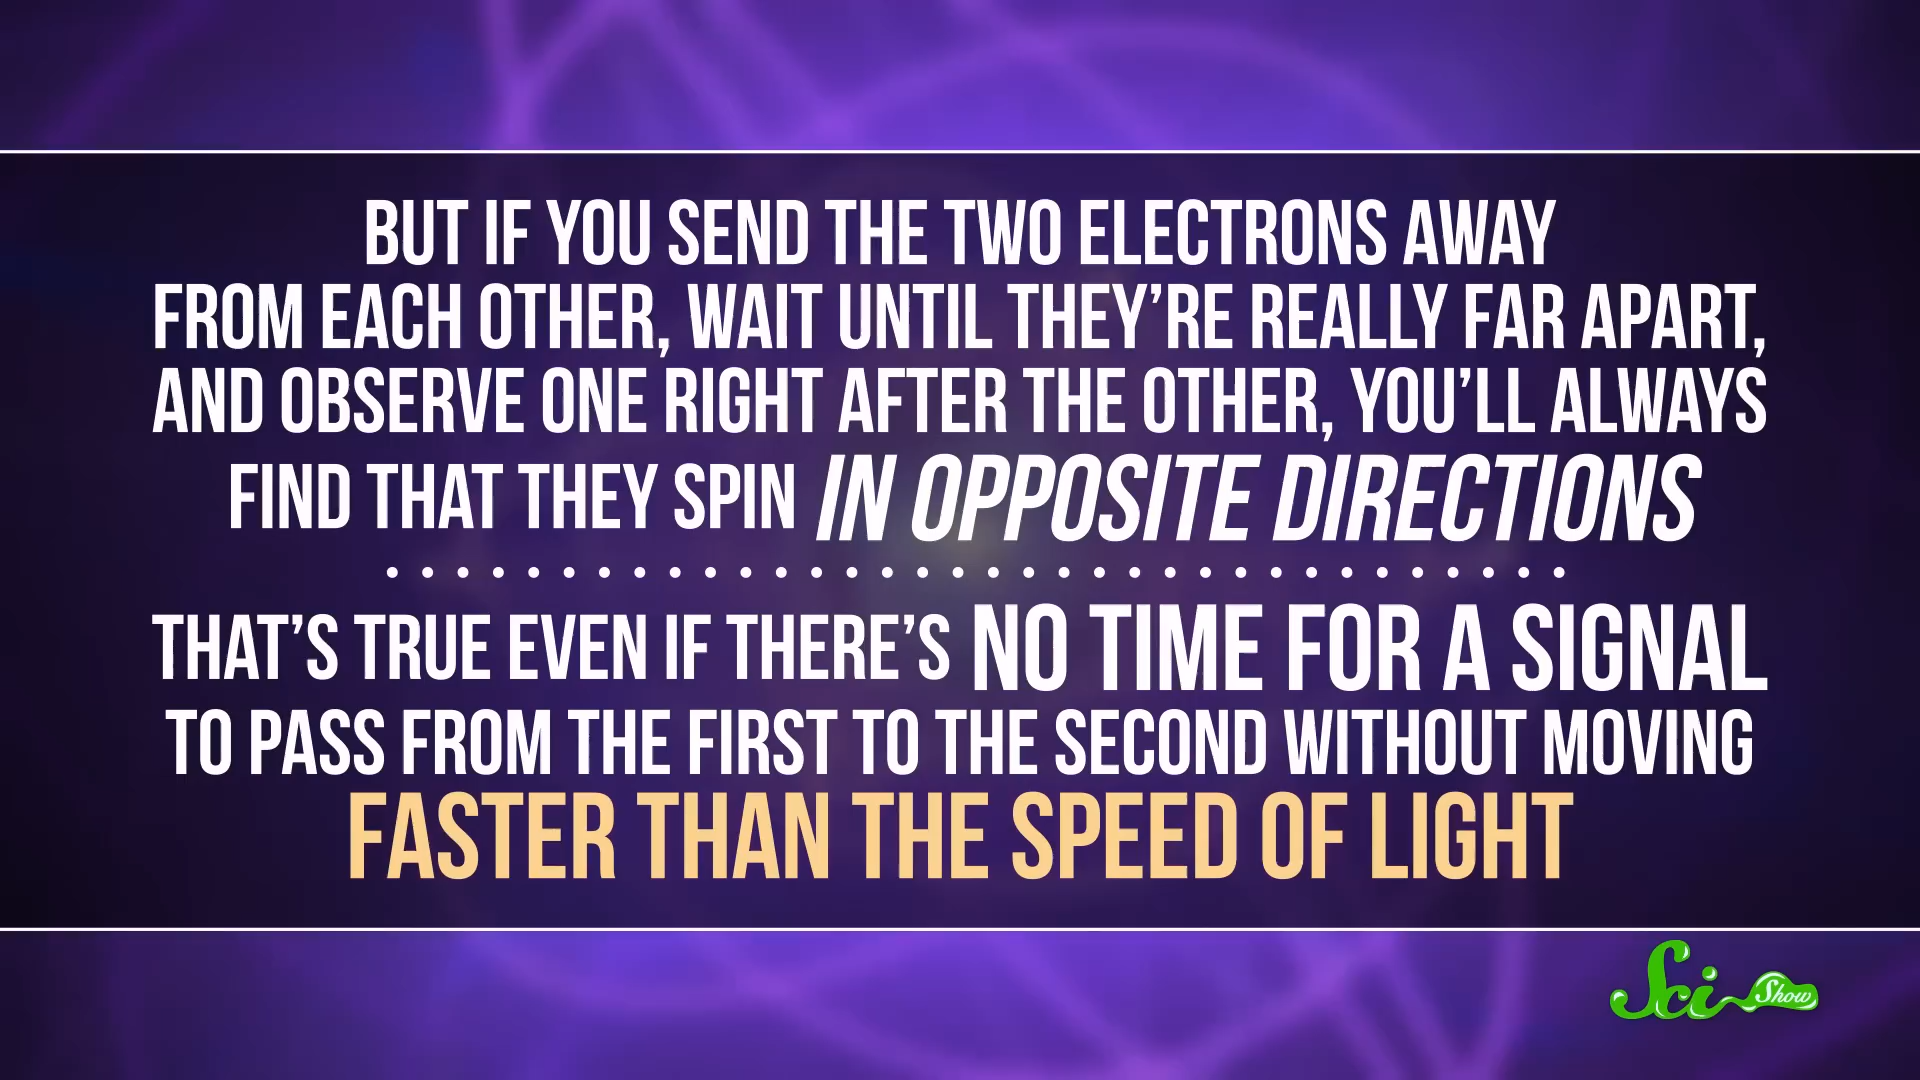 BUT IF YOU SEND THE TWO ELECTRONS AWAY
FROM EACH OTHER, WAIT UNTIL THEY'RE REALLY FAR APART,
AND OBSERVE ONE RIGHT AFTER THE OTHER, YOU'LL ALWAYS
FIND THAT THEY SPIN IN OPPOSITE DIRECTIONS
THAT'S TRUE EVEN IF THERE'S NO TIME FOR A SIGNAL
TO PASS FROM THE FIRST TO THE SECOND WITHOUT MOVING
FASTER THAN THE SPEED OF LIGHT
Sci Show